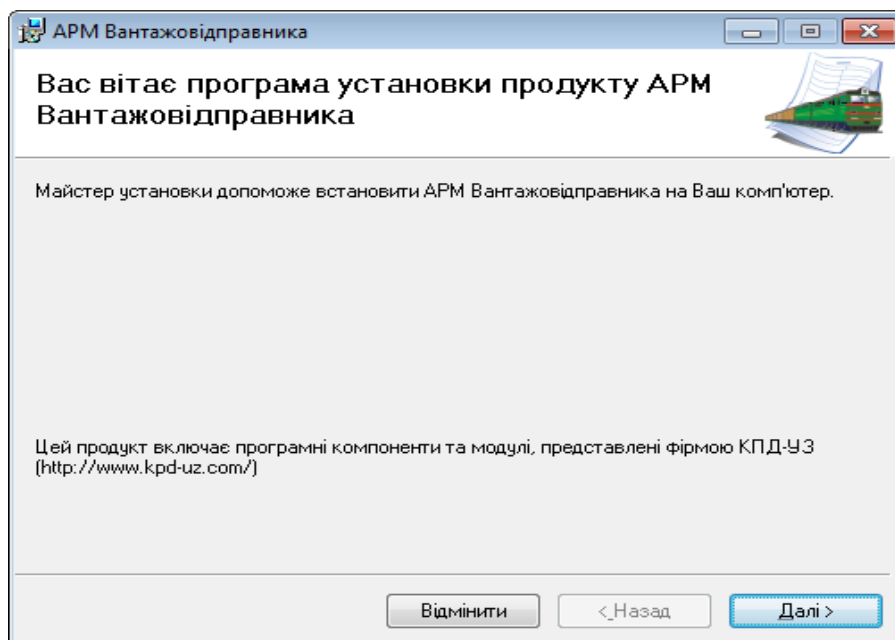 АРМ Вантажовідправника
Вас вітає програма установки продукту АРМ
Вантажовідправника
Майстер установки допоможе встановити АРМ Вантажовідправника на Ваш комп'ютер.
Цей продукт включає програмні компоненти та модулі, представлені фірмою КПД-УЗ
(http://www.kpd-uz.com/)
Відмінити
< Назад
Далі >